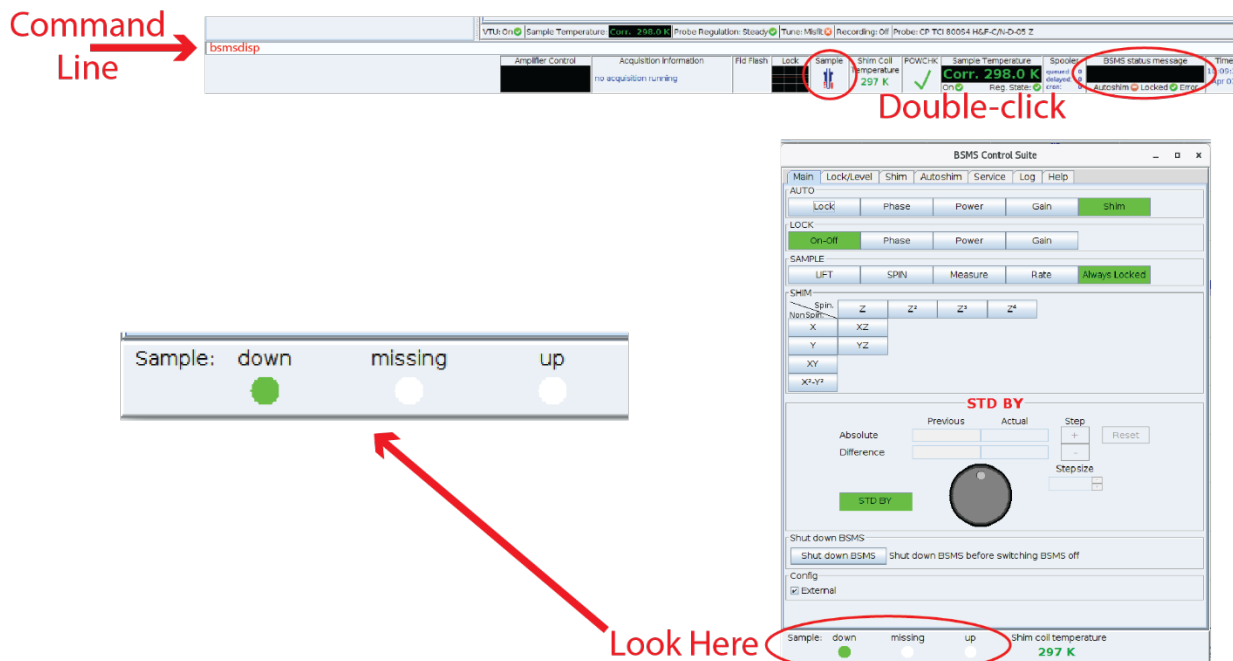 Command
Line
VTU: On Sample Temperature Corr. 298.0 K Probe Regulation: Steady Tune: Misfit Recording: Off Probe: CP TCI 800S4 H&F-C/N-D-05 Z
bsmsdisp
Amplifier Control Acquisition information Fld Flash Lock Sample Shim Coil Temperature POWCHK Sample Temperature Spooler BSMS status message Time
no acquisition running 297 K Corr. 298.0 K queued: 0
delayed: 0
On Reg. State: cron: 0 Autoshim Locked Error
Double-click
BSMS Control Suite
Main Lock/Level Shim Autoshim Service Log Help
AUTO
Lock Phase Power Gain Shim
LOCK
On-Off Phase Power Gain
SAMPLE
LIFT SPIN Measure Rate Always Locked
SHIM
Spin. Z Z² Z³ Z⁴
NonSpin.
X XZ
Y YZ
XY
X²-Y²
STD BY
Previous Actual Step
Absolute + Reset
Difference -
Stepsize
STD BY
Shut down BSMS
Shut down BSMS Shut down BSMS before switching BSMS off
Config
External
Sample: down missing up Shim coil temperature
297 K
Sample: down missing up
Look Here